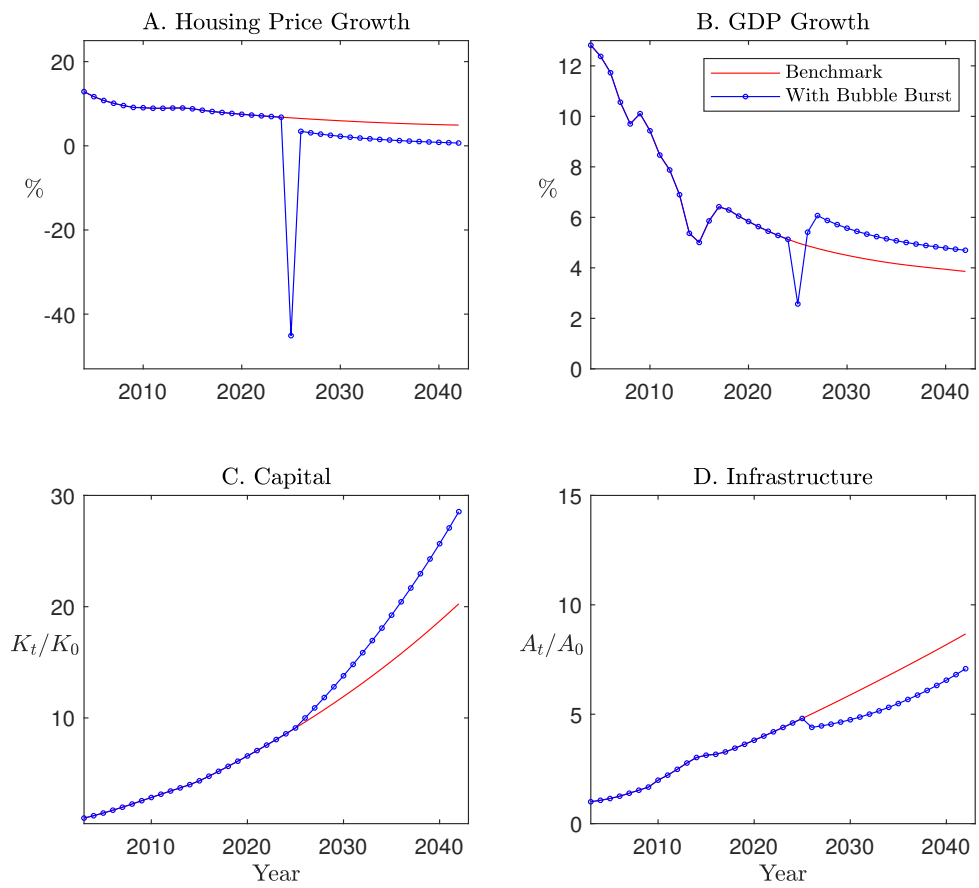 A. Housing Price Growth
20
0
-20
-40
%
2010 2020 2030 2040
B. GDP Growth
Benchmark
With Bubble Burst
12
10
8
6
4
2
0
%
2010 2020 2030 2040
C. Capital
30
20
10
K_t/K_0
2010 2020 2030 2040
Year
D. Infrastructure
15
10
5
0
A_t/A_0
2010 2020 2030 2040
Year